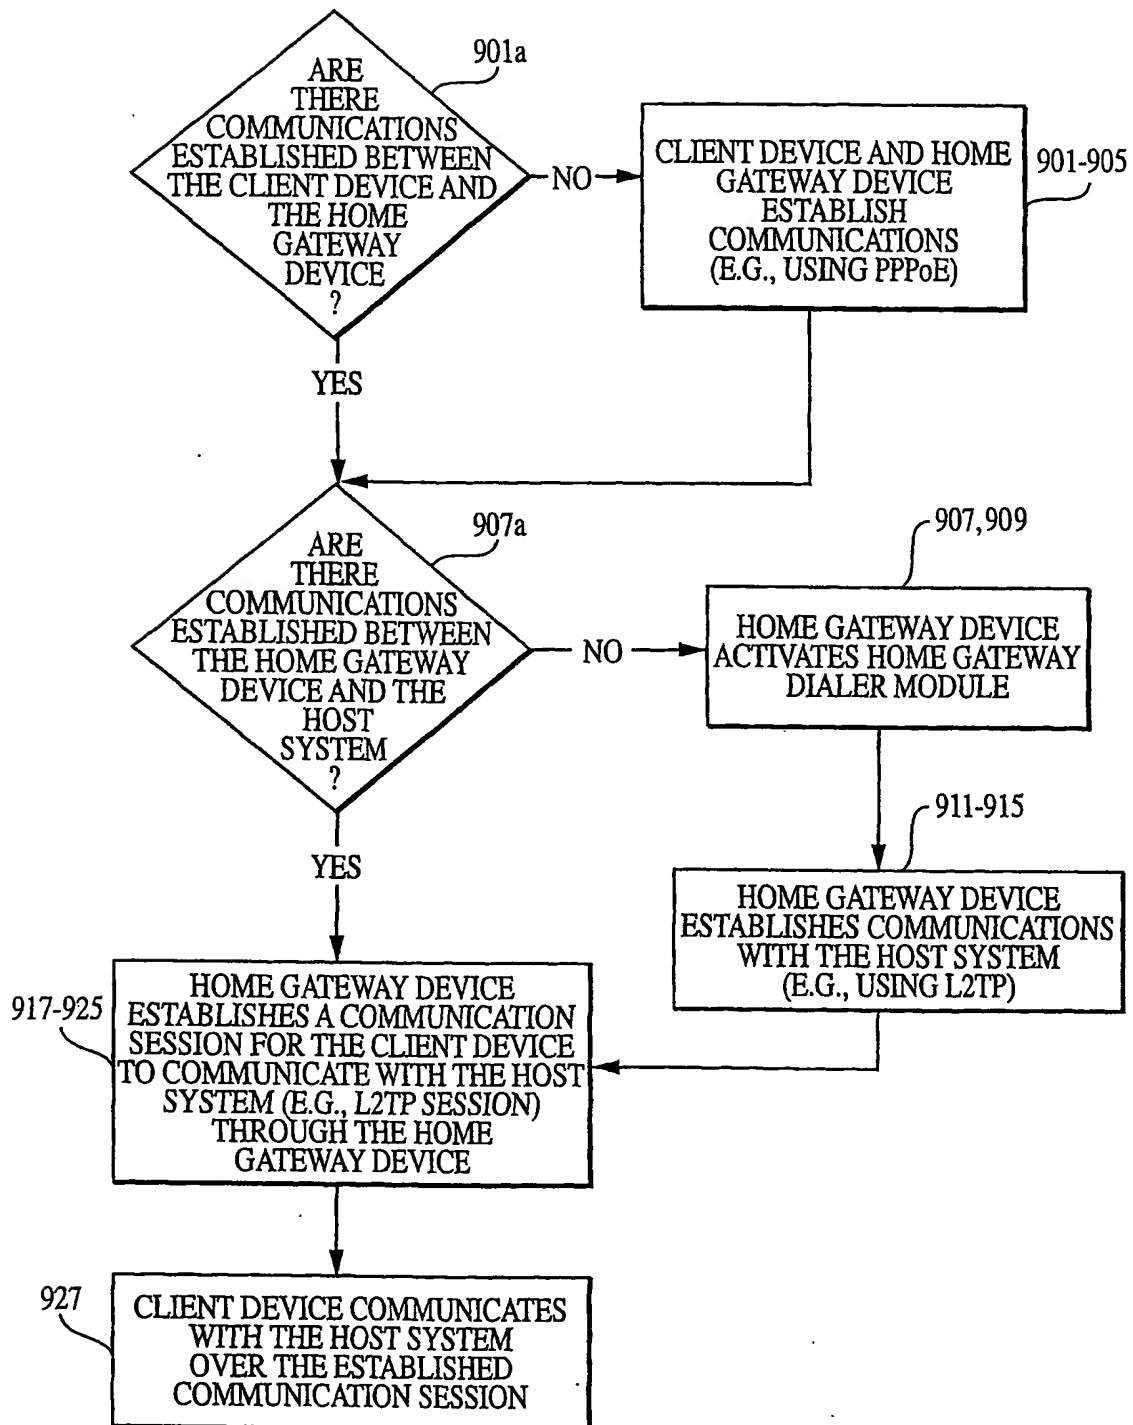 901a
ARE
THERE
COMMUNICATIONS
ESTABLISHED BETWEEN
THE CLIENT DEVICE AND
THE HOME
GATEWAY
DEVICE
?
NO
CLIENT DEVICE AND HOME
GATEWAY DEVICE
ESTABLISH
COMMUNICATIONS
(E.G., USING PPPoE)
901-905
YES
907a
ARE
THERE
COMMUNICATIONS
ESTABLISHED BETWEEN
THE HOME GATEWAY
DEVICE AND THE
HOST
SYSTEM
?
NO
907,909
HOME GATEWAY DEVICE
ACTIVATES HOME GATEWAY
DIALER MODULE
911-915
HOME GATEWAY DEVICE
ESTABLISHES COMMUNICATIONS
WITH THE HOST SYSTEM
(E.G., USING L2TP)
YES
917-925
HOME GATEWAY DEVICE
ESTABLISHES A COMMUNICATION
SESSION FOR THE CLIENT DEVICE
TO COMMUNICATE WITH THE HOST
SYSTEM (E.G., L2TP SESSION)
THROUGH THE HOME
GATEWAY DEVICE
927
CLIENT DEVICE COMMUNICATES
WITH THE HOST SYSTEM
OVER THE ESTABLISHED
COMMUNICATION SESSION